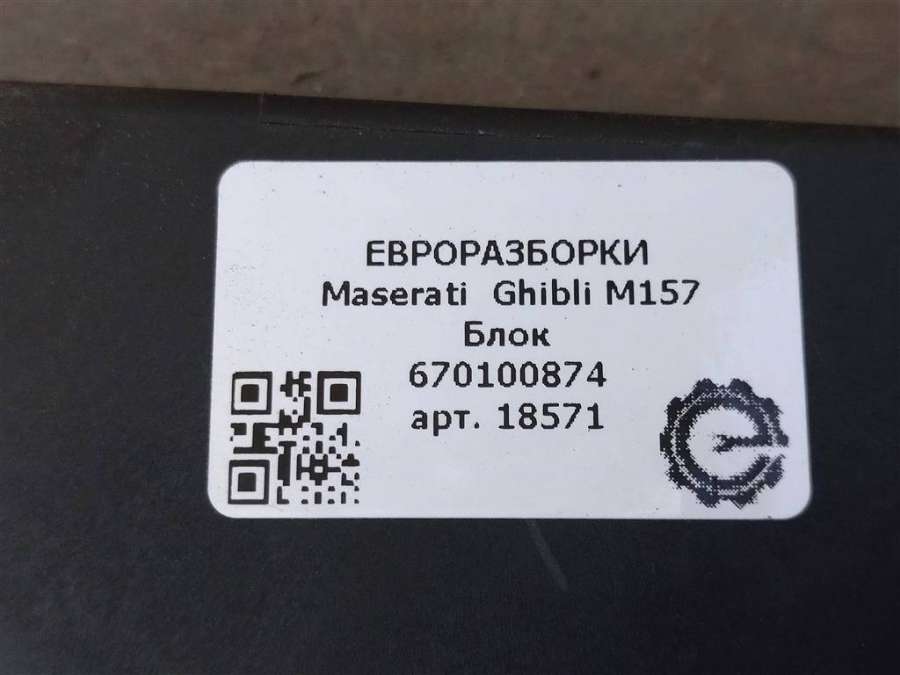 ЕВРОРАЗБОРКИ
Maserati Ghibli M157
Блок
670100874
арт. 18571